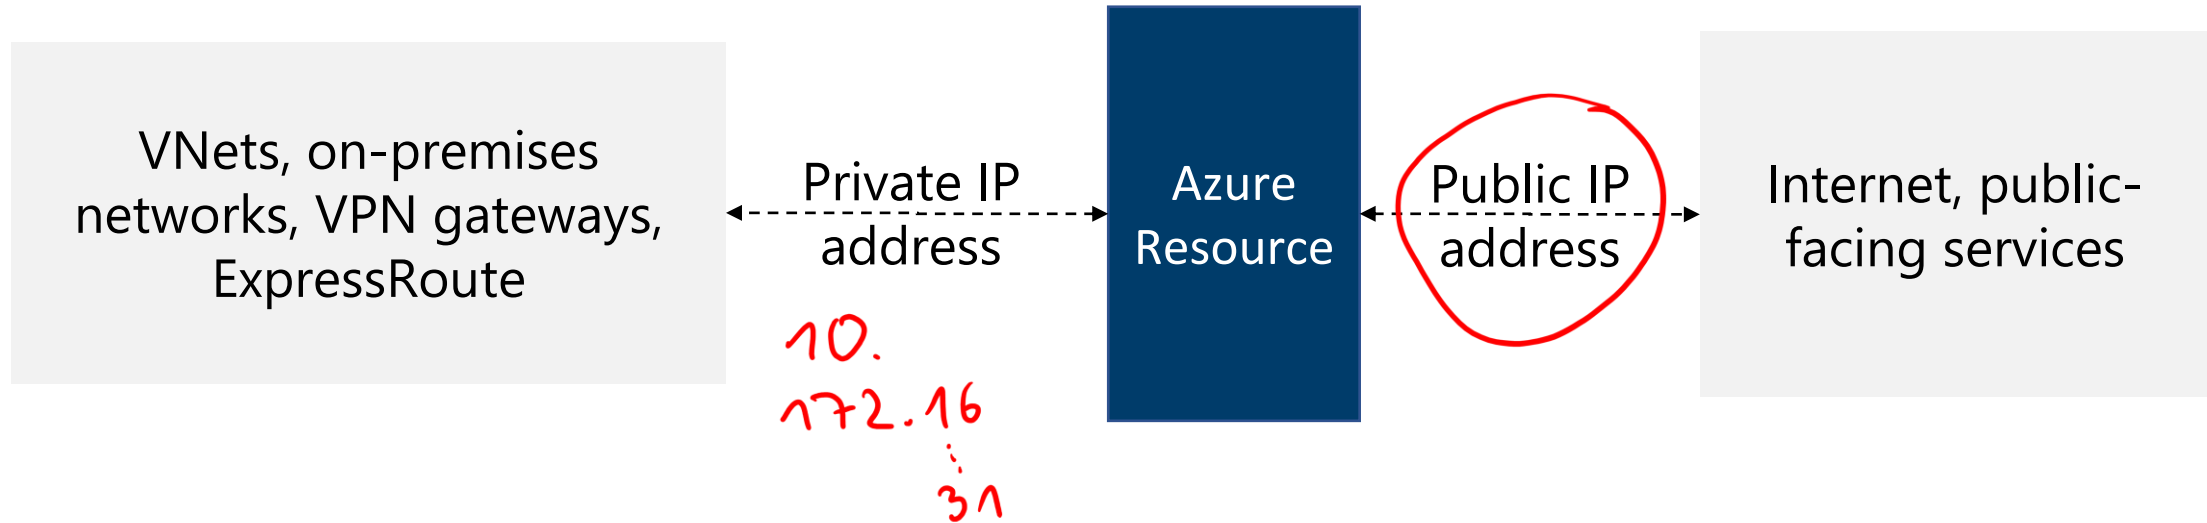 VNets, on-premises
networks, VPN gateways,
ExpressRoute
Private IP
address
10.
172.16
31
Azure
Resource
Public IP
address
Internet, public-
facing services